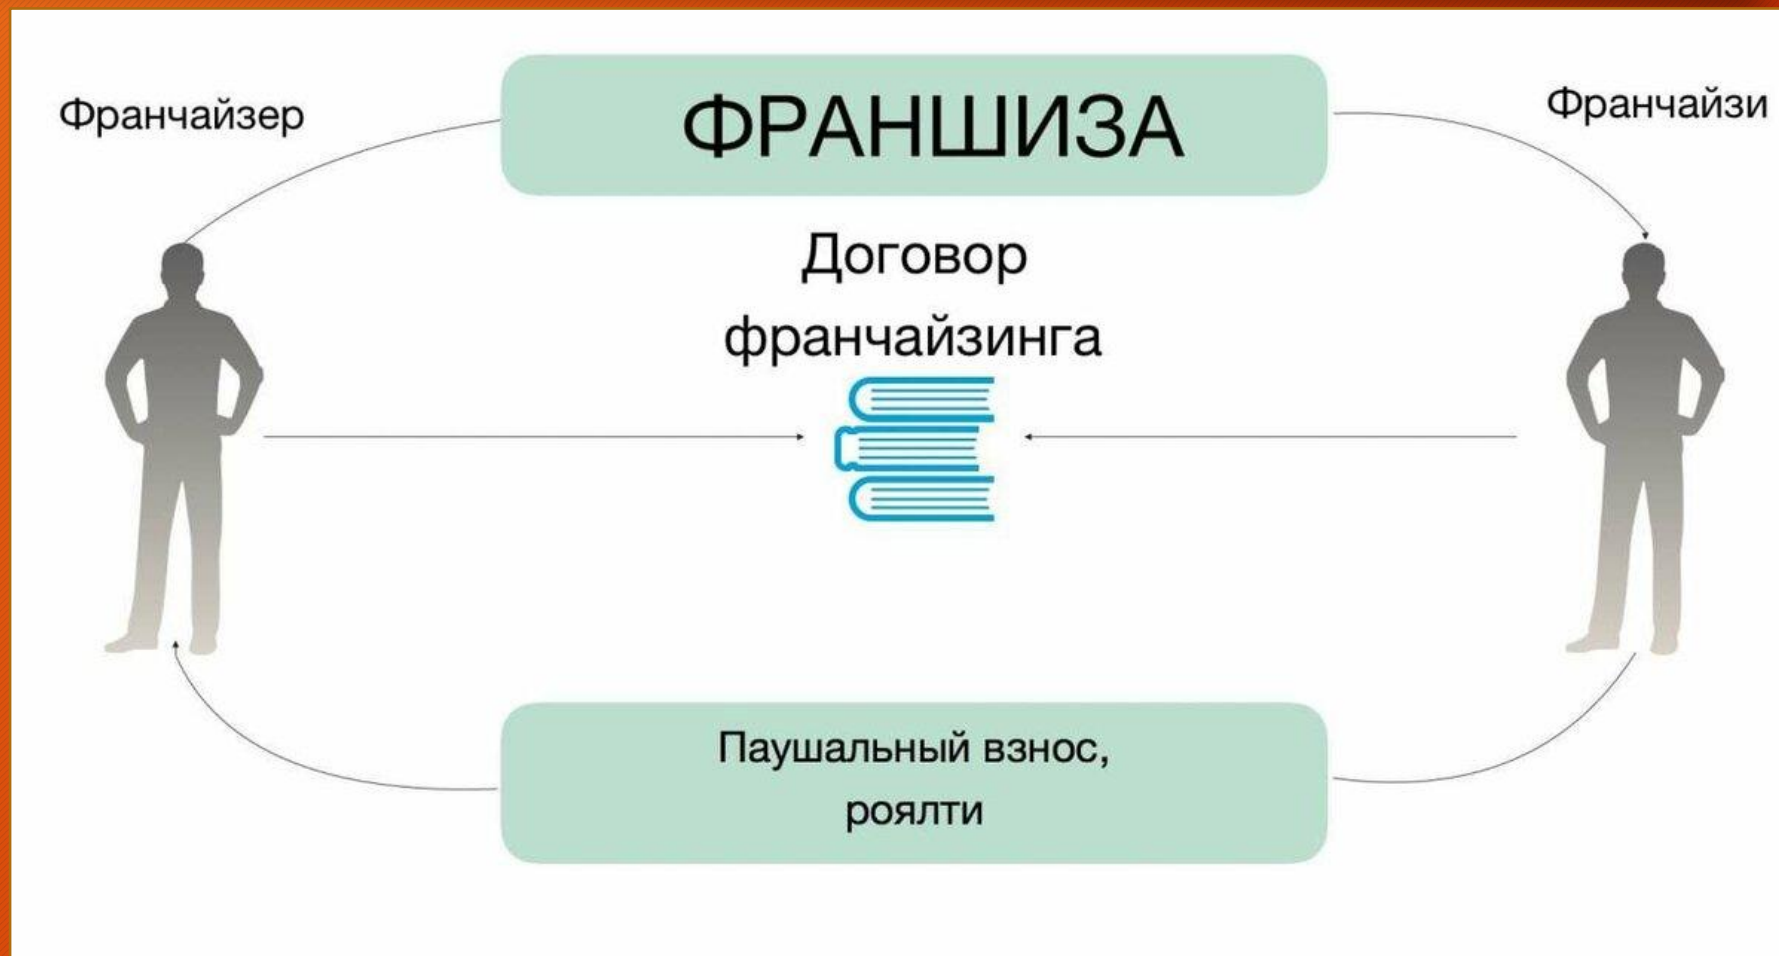 Франчайзер
ФРАНШИЗА
Франчайзи
Договор
франчайзинга
Паушальный взнос,
роялти